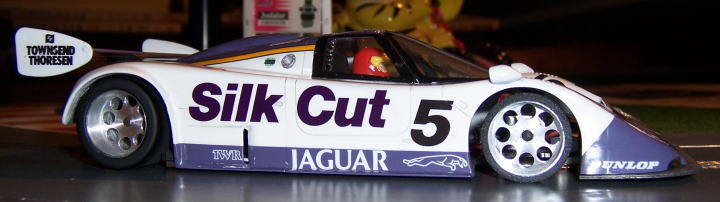 TOWNSEND
THORESEN
Silk Cut 5
TWR JAGUAR
DUNLOP